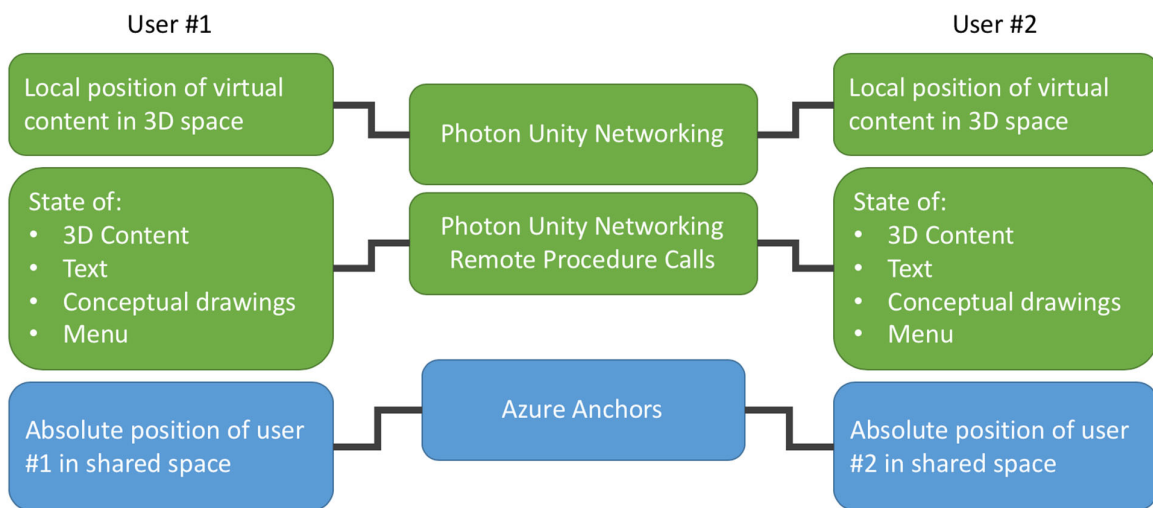 User #1
Local position of virtual
content in 3D space
State of:
• 3D Content
• Text
• Conceptual drawings
• Menu
Absolute position of user
#1 in shared space
Photon Unity Networking
Photon Unity Networking
Remote Procedure Calls
Azure Anchors
User #2
Local position of virtual
content in 3D space
State of:
• 3D Content
• Text
• Conceptual drawings
• Menu
Absolute position of user
#2 in shared space